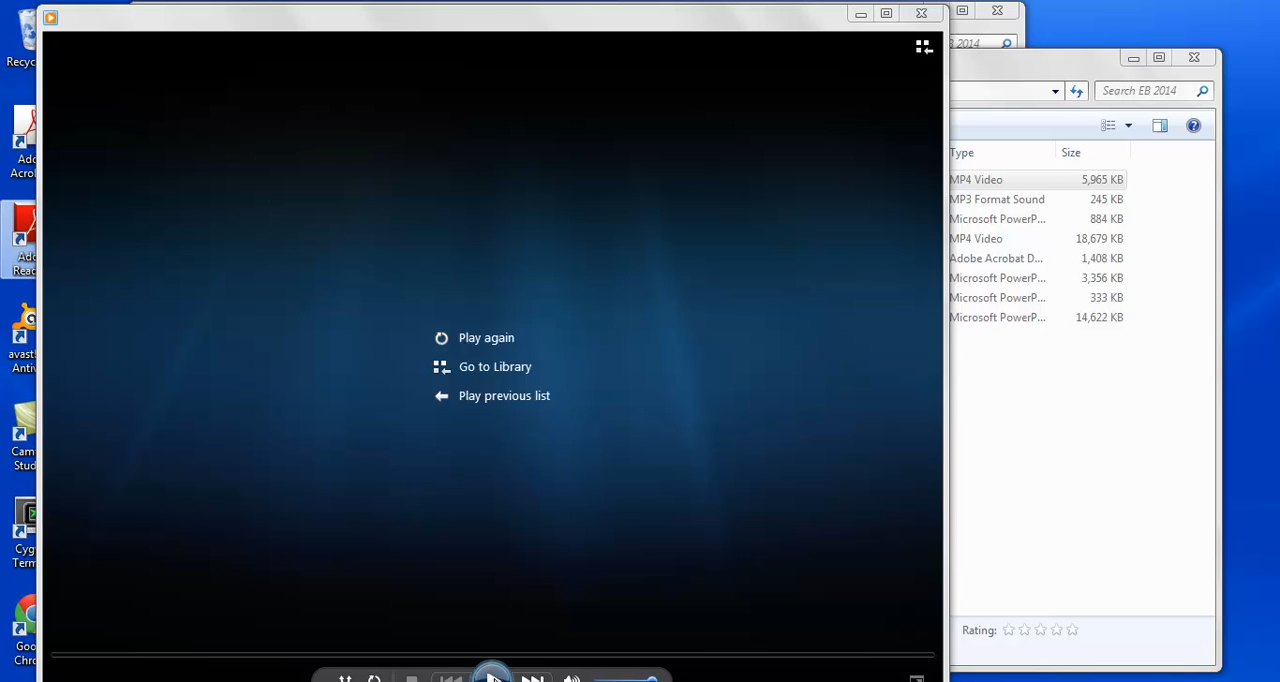 Recyc
Ado
Acro
Ado
Rea
avast!
Antiv
Cam
Stud
Cyg
Term
Goo
Chro
Play again
Go to Library
Play previous list
EB 2014
Search EB 2014
Type Size
MP4 Video 5,965 KB
MP3 Format Sound 245 KB
Microsoft PowerP... 884 KB
MP4 Video 18,679 KB
Adobe Acrobat D... 1,408 KB
Microsoft PowerP... 3,356 KB
Microsoft PowerP... 333 KB
Microsoft PowerP... 14,622 KB
Rating: